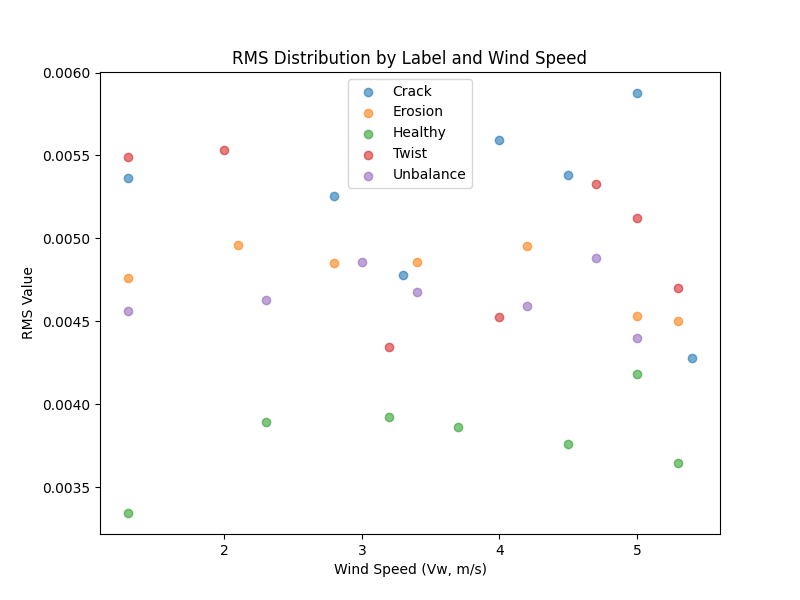 RMS Distribution by Label and Wind Speed
Crack
Erosion
Healthy
Twist
Unbalance
RMS Value
0.0060
0.0055
0.0050
0.0045
0.0040
0.0035
2 3 4 5
Wind Speed (Vw, m/s)